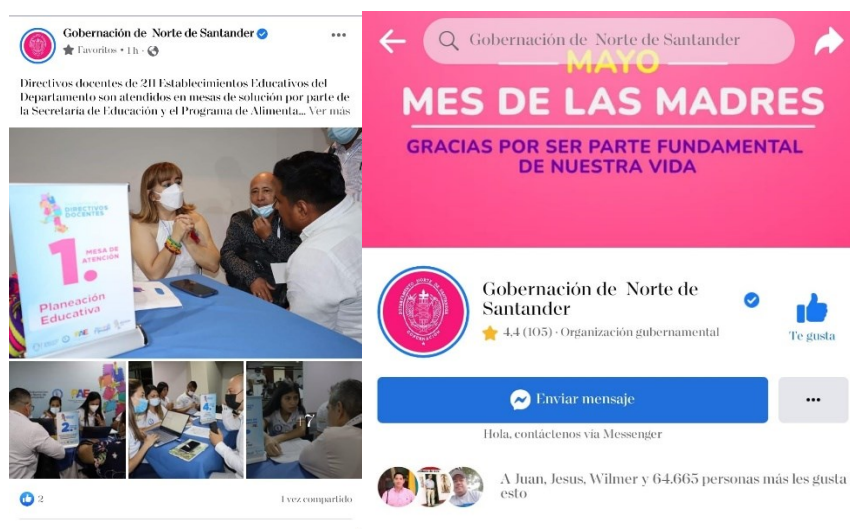 Gobernación de Norte de Santander
Favoritos • 1 h •
Directivos docentes de 211 Establecimientos Educativos del
Departamento son atendidos en mesas de solución por parte de
la Secretaría de Educación y el Programa de Alimenta... Ver más
DIRECTIVOS
DOCENTES
1.
MESA DE
ATENCIÓN
Planeación
Educativa
PAE
2.
4.
+7
2
1 vez compartido
Gobernación de Norte de Santander
MAYO
MES DE LAS MADRES
GRACIAS POR SER PARTE FUNDAMENTAL
DE NUESTRA VIDA
Gobernación de Norte de
Santander
4,4 (105) · Organización gubernamental
Te gusta
Enviar mensaje
Hola, contáctenos vía Messenger
A Juan, Jesus, Wilmer y 64.665 personas más les gusta
esto